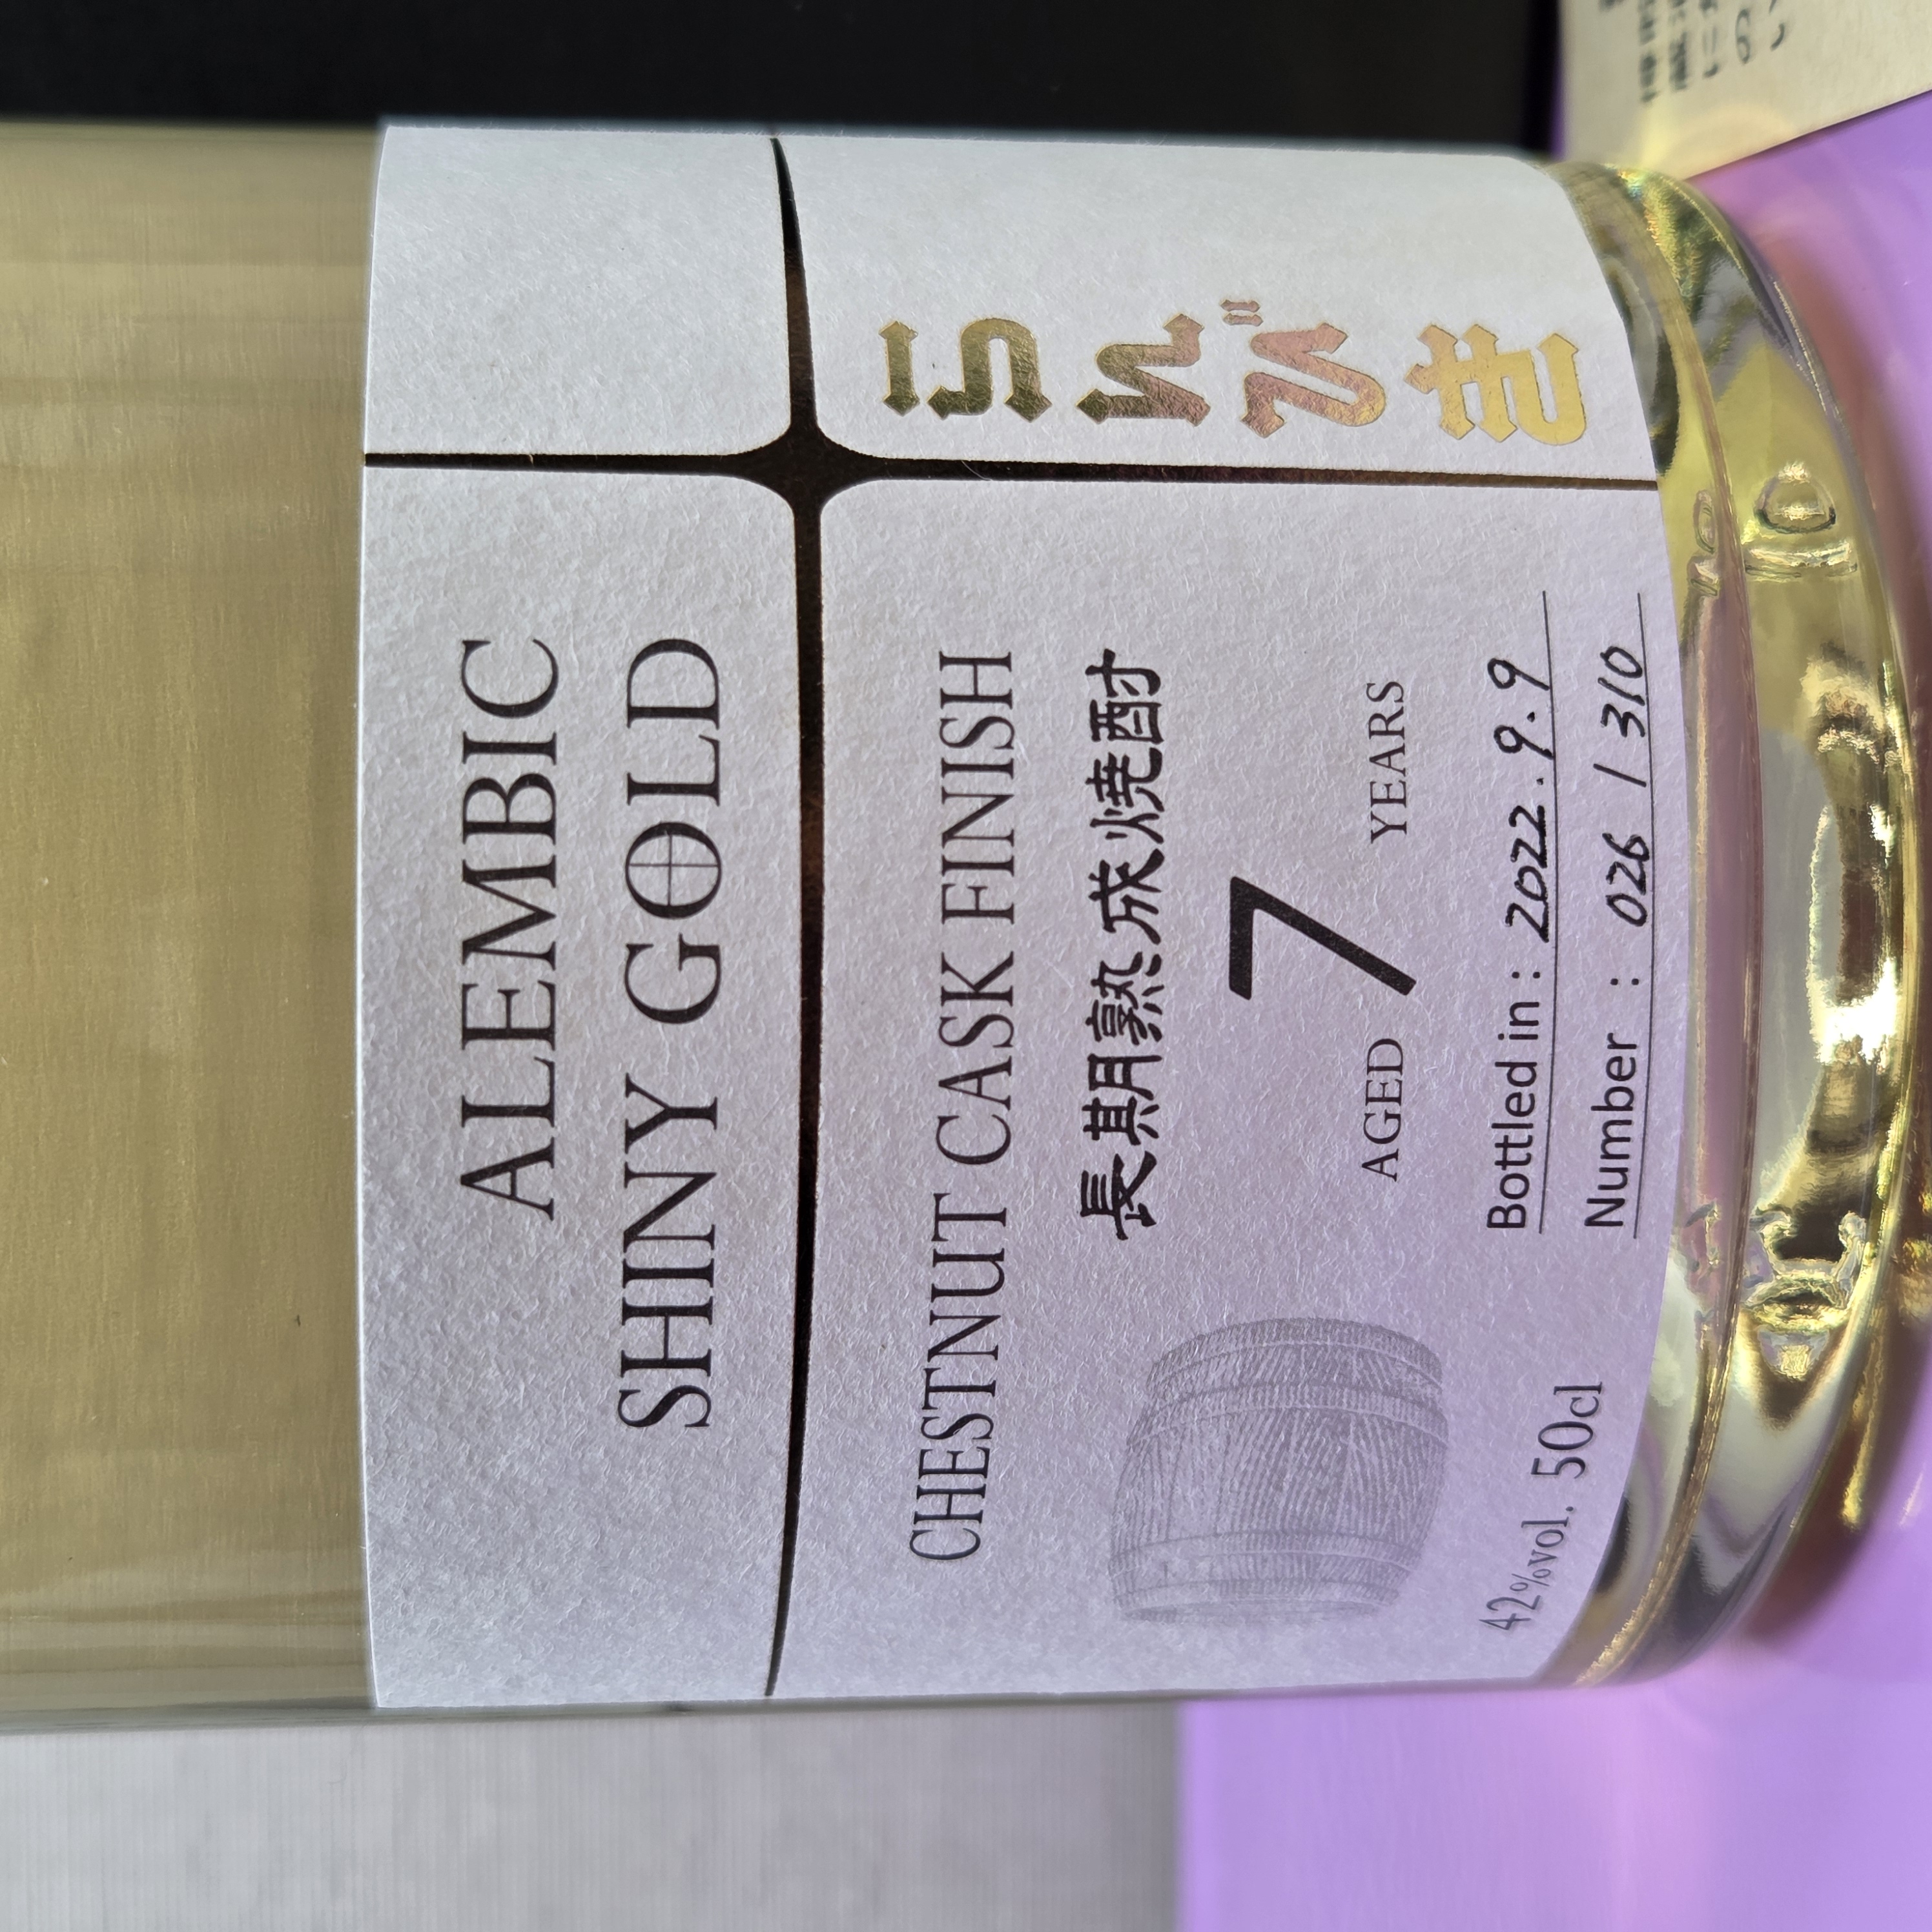 ALEMBIC
SHINY GOLD
CHESTNUT CASK FINISH
長期熟成焼酎
AGED 7 YEARS
Bottled in : 2022.9.9
Number : 026 / 310
42%vol. 50cl
らんびき